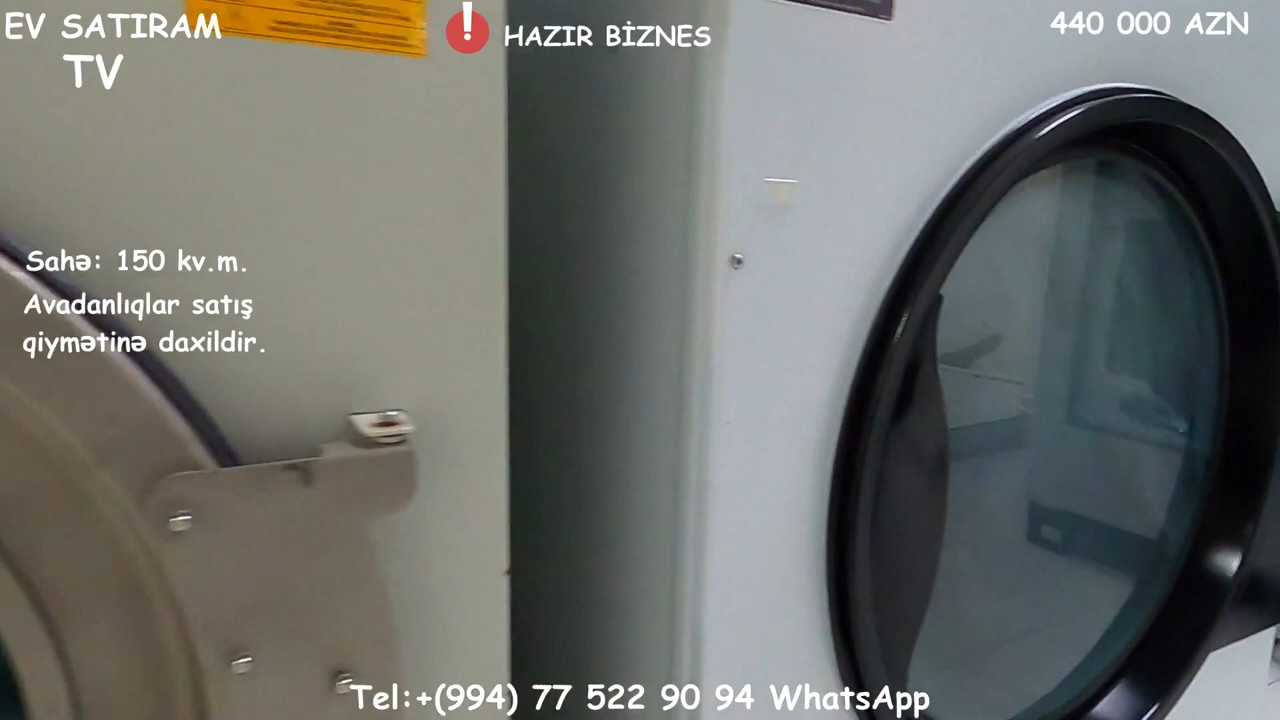 EV SATIRAM
TV
! HAZIR BİZNES
440 000 AZN
Sahə: 150 kv.m.
Avadanlıqlar satış
qiymətinə daxildir.
Tel:+(994) 77 522 90 94 WhatsApp